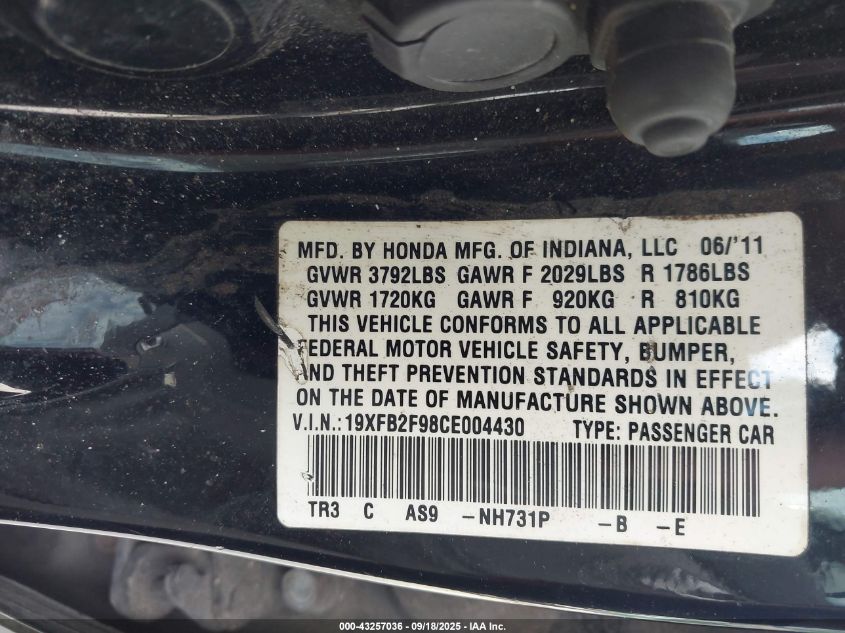 MFD. BY HONDA MFG. OF INDIANA, LLC 06/'11
GVWR 3792LBS GAWR F 2029LBS R 1786LBS
GVWR 1720KG GAWR F 920KG R 810KG
THIS VEHICLE CONFORMS TO ALL APPLICABLE
FEDERAL MOTOR VEHICLE SAFETY, BUMPER,
AND THEFT PREVENTION STANDARDS IN EFFECT
ON THE DATE OF MANUFACTURE SHOWN ABOVE.
V.I.N.:19XFB2F98CE004430 TYPE: PASSENGER CAR
TR3 C AS9 -NH731P -B -E
000-43257036 - 09/18/2025 - IAA Inc.